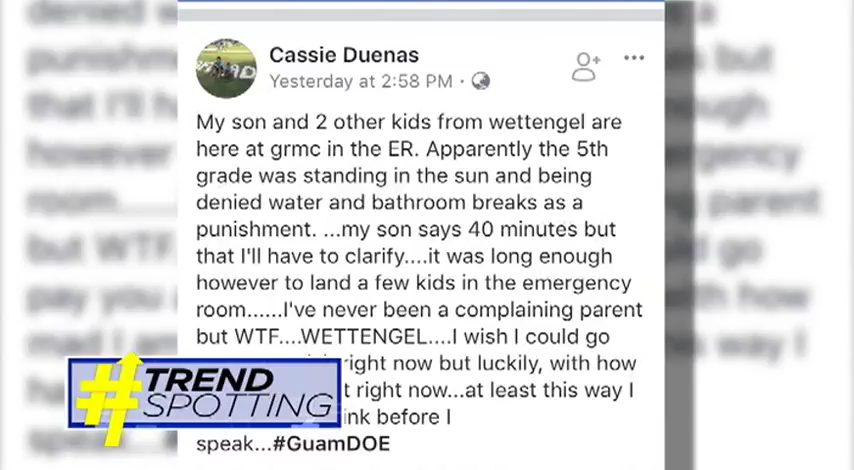 Cassie Duenas
Yesterday at 2:58 PM ·
My son and 2 other kids from wettengel are
here at grmc in the ER. Apparently the 5th
grade was standing in the sun and being
denied water and bathroom breaks as a
punishment. ...my son says 40 minutes but
that I'll have to clarify....it was long enough
however to land a few kids in the emergency
room......I've never been a complaining parent
but WTF....WETTENGEL....I wish I could go
right now but luckily, with how
t right now...at least this way I
ink before I
speak...#GuamDOE
#TREND
SPOTTING